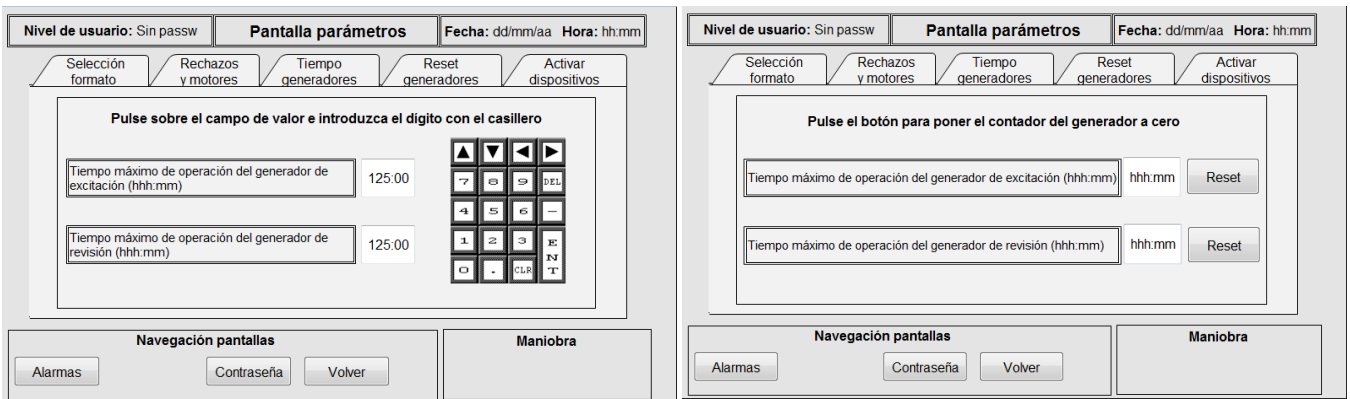 Nivel de usuario: Sin passw
Pantalla parámetros
Fecha: dd/mm/aa Hora: hh:mm
Selección formato
Rechazos y motores
Tiempo generadores
Reset generadores
Activar dispositivos
Pulse sobre el campo de valor e introduzca el dígito con el casillero
Tiempo máximo de operación del generador de
excitación (hhh:mm)
125:00
Tiempo máximo de operación del generador de
revisión (hhh:mm)
125:00
7 8 9 DEL
4 5 6 –
1 2 3 ENT
0 . CLR
Navegación pantallas
Alarmas
Contraseña
Volver
Maniobra
Nivel de usuario: Sin passw
Pantalla parámetros
Fecha: dd/mm/aa Hora: hh:mm
Selección formato
Rechazos y motores
Tiempo generadores
Reset generadores
Activar dispositivos
Pulse el botón para poner el contador del generador a cero
Tiempo máximo de operación del generador de excitación (hhh:mm)
hhh:mm
Reset
Tiempo máximo de operación del generador de revisión (hhh:mm)
hhh:mm
Reset
Navegación pantallas
Alarmas
Contraseña
Volver
Maniobra